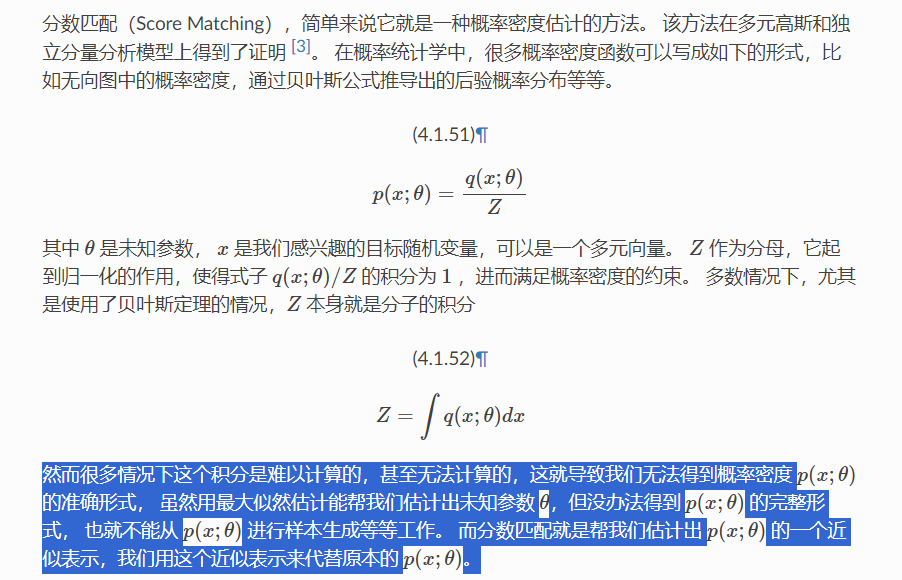 分数匹配（Score Matching），简单来说它就是一种概率密度估计的方法。 该方法在多元高斯和独
立分量分析模型上得到了证明 [3]。 在概率统计学中，很多概率密度函数可以写成如下的形式，比
如无向图中的概率密度，通过贝叶斯公式推导出的后验概率分布等等。
(4.1.51)¶
p(x; θ) = q(x; θ) / Z
其中 θ 是未知参数， x 是我们感兴趣的目标随机变量，可以是一个多元向量。 Z 作为分母，它起
到归一化的作用，使得式子 q(x; θ)/Z 的积分为 1 ，进而满足概率密度的约束。 多数情况下，尤其
是使用了贝叶斯定理的情况，Z 本身就是分子的积分
(4.1.52)¶
Z = ∫ q(x; θ)dx
然而很多情况下这个积分是难以计算的，甚至无法计算的，这就导致我们无法得到概率密度 p(x; θ)
的准确形式， 虽然用最大似然估计能帮我们估计出未知参数 θ，但没办法得到 p(x; θ) 的完整形
式， 也就不能从 p(x; θ) 进行样本生成等等工作。 而分数匹配就是帮我们估计出 p(x; θ) 的一个近
似表示，我们用这个近似表示来代替原本的 p(x; θ)。